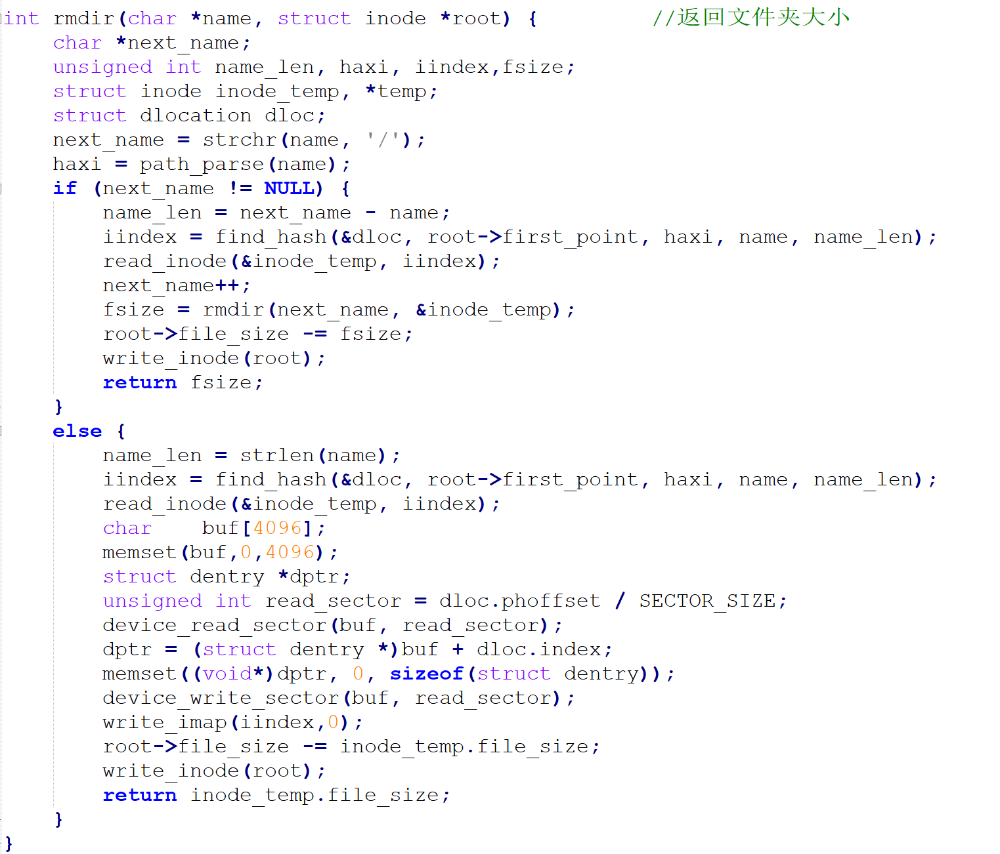 int rmdir(char *name, struct inode *root) {         //返回文件夹大小
    char *next_name;
    unsigned int name_len, haxi, iindex,fsize;
    struct inode inode_temp, *temp;
    struct dlocation dloc;
    next_name = strchr(name, '/');
    haxi = path_parse(name);
    if (next_name != NULL) {
        name_len = next_name - name;
        iindex = find_hash(&dloc, root->first_point, haxi, name, name_len);
        read_inode(&inode_temp, iindex);
        next_name++;
        fsize = rmdir(next_name, &inode_temp);
        root->file_size -= fsize;
        write_inode(root);
        return fsize;
    }
    else {
        name_len = strlen(name);
        iindex = find_hash(&dloc, root->first_point, haxi, name, name_len);
        read_inode(&inode_temp, iindex);
        char    buf[4096];
        memset(buf,0,4096);
        struct dentry *dptr;
        unsigned int read_sector = dloc.phoffset / SECTOR_SIZE;
        device_read_sector(buf, read_sector);
        dptr = (struct dentry *)buf + dloc.index;
        memset((void*)dptr, 0, sizeof(struct dentry));
        device_write_sector(buf, read_sector);
        write_imap(iindex,0);
        root->file_size -= inode_temp.file_size;
        write_inode(root);
        return inode_temp.file_size;
    }
}